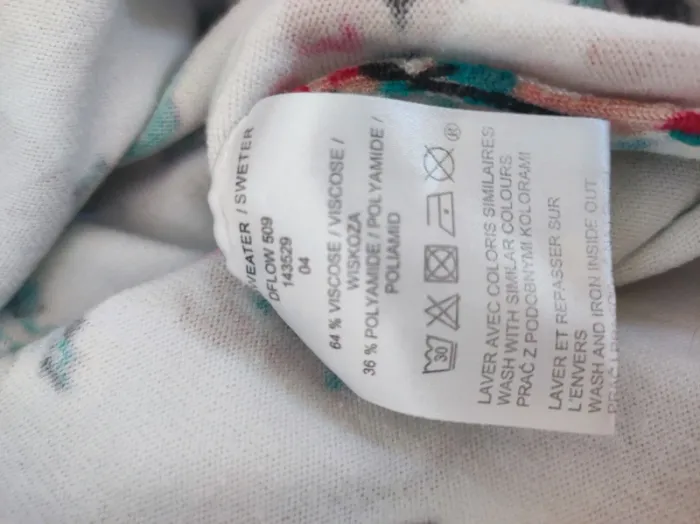 / SWETER
DFLOW 509
143529
04
64 % VISCOSE / VISCOSE /
WISKOZA
36 % POLYAMIDE / POLYAMIDE /
POLIAMID
30
LAVER AVEC COLORIS SIMILAIRES
WASH WITH SIMILAR COLOURS
PRAĆ Z PODOBNYMI KOLORAMI
LAVER ET REPASSER SUR
L'ENVERS
WASH AND IRON INSIDE OUT